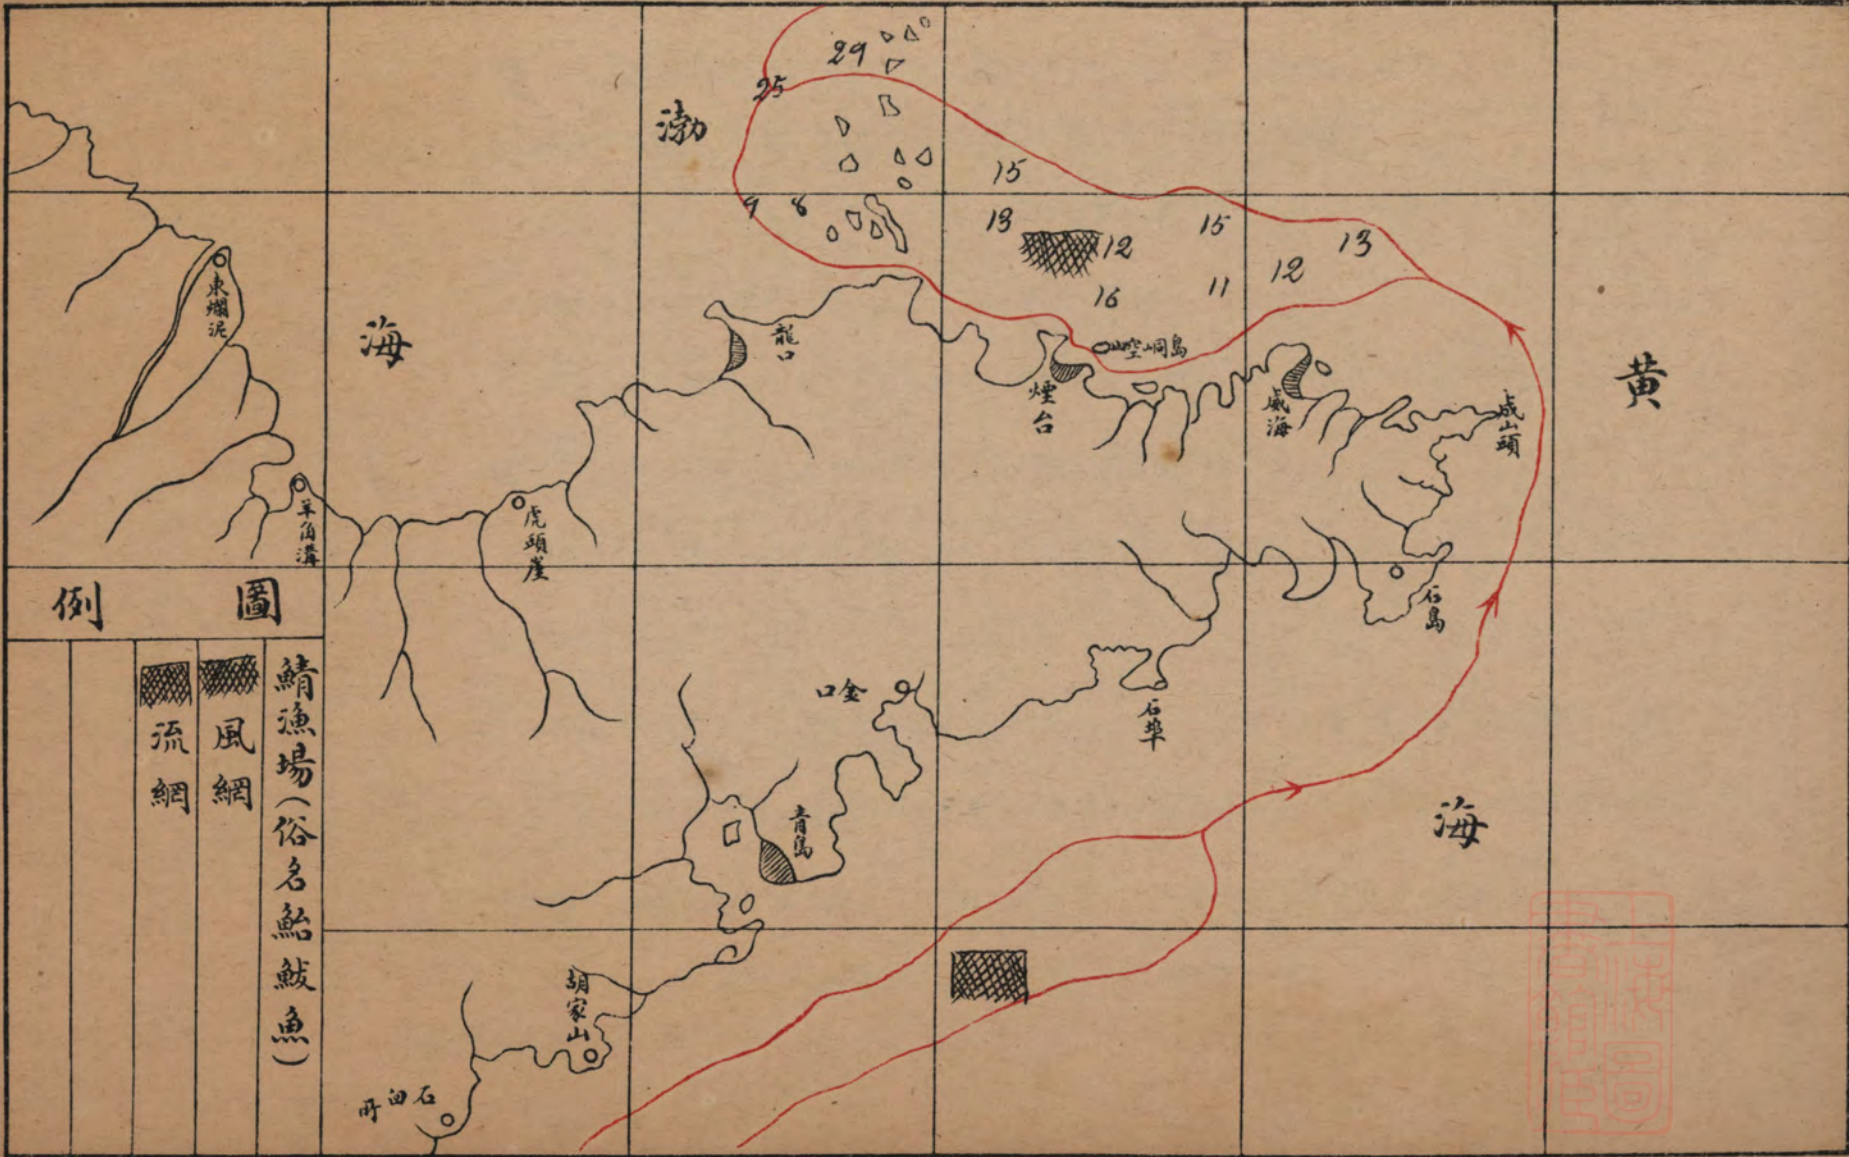 渤
海
黄
海
29
25
15
9
8
13
12
15
13
16
11
12
東爛泥
羊角溝
虎頭崖
龍口
煙台
崆峒島
威海
成山頭
石島
石埠
口金
青島
胡家山
所臼石
例 圖
鯖漁場（俗名鮐鮁魚）
風網
流網